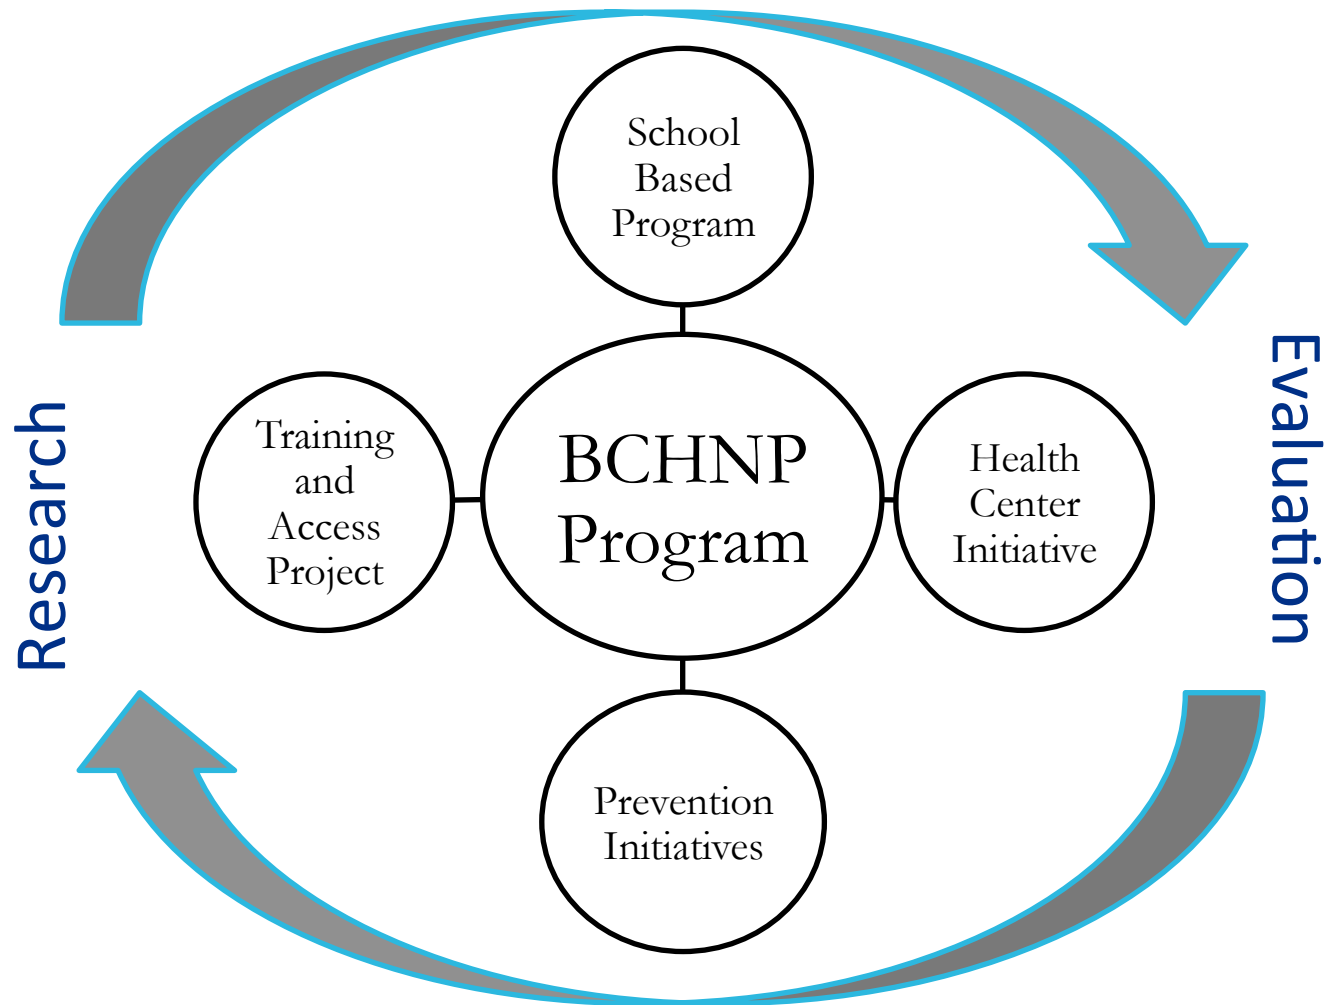 School
Based
Program
Research
Training
and
Access
Project
BCHNP
Program
Health
Center
Initiative
Evaluation
Prevention
Initiatives